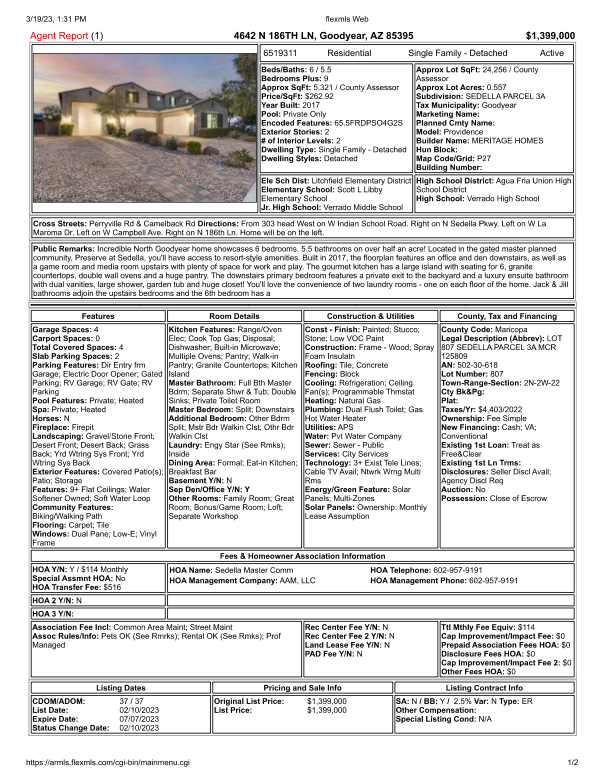 3/19/23, 1:31 PM flexmls Web
Agent Report (1) 4642 N 186TH LN, Goodyear, AZ 85395 $1,399,000
6519311 Residential Single Family - Detached Active
Beds/Baths: 6 / 5.5
Bedrooms Plus: 9
Approx SqFt: 5,321 / County Assessor
Price/SqFt: $262.92
Year Built: 2017
Pool: Private Only
Encoded Features: 65.5FRDPSO4G2S
Exterior Stories: 2
# of Interior Levels: 2
Dwelling Type: Single Family - Detached
Dwelling Styles: Detached
Approx Lot SqFt: 24,256 / County
Assessor
Approx Lot Acres: 0.557
Subdivision: SEDELLA PARCEL 3A
Tax Municipality: Goodyear
Marketing Name:
Planned Cmty Name:
Model: Providence
Builder Name: MERITAGE HOMES
Hun Block:
Map Code/Grid: P27
Building Number:
Ele Sch Dist: Litchfield Elementary District
Elementary School: Scott L Libby
Elementary School
Jr. High School: Verrado Middle School
High School District: Agua Fria Union High
School District
High School: Verrado High School
Cross Streets: Perryville Rd & Camelback Rd Directions: From 303 head West on W Indian School Road. Right on N Sedella Pkwy. Left on W La
Maroma Dr. Left on W Campbell Ave. Right on N 186th Ln. Home will be on the left.
Public Remarks: Incredible North Goodyear home showcases 6 bedrooms, 5.5 bathrooms on over half an acre! Located in the gated master planned
community, Preserve at Sedella, you'll have access to resort-style amenities. Built in 2017, the floorplan features an office and den downstairs, as well as
a game room and media room upstairs with plenty of space for work and play. The gourmet kitchen has a large island with seating for 6, granite
countertops, double wall ovens and a huge pantry. The downstairs primary bedroom features a private exit to the backyard and a luxury ensuite bathroom
with dual vanities, large shower, garden tub and huge closet! You'll love the convenience of two laundry rooms - one on each floor of the home. Jack & Jill
bathrooms adjoin the upstairs bedrooms and the 6th bedroom has a
Features
Garage Spaces: 4
Carport Spaces: 0
Total Covered Spaces: 4
Slab Parking Spaces: 2
Parking Features: Dir Entry frm
Garage; Electric Door Opener; Gated
Parking; RV Garage; RV Gate; RV
Parking
Pool Features: Private; Heated
Spa: Private; Heated
Horses: N
Fireplace: Firepit
Landscaping: Gravel/Stone Front;
Desert Front; Desert Back; Grass
Back; Yrd Wtring Sys Front; Yrd
Wtring Sys Back
Exterior Features: Covered Patio(s);
Patio; Storage
Features: 9+ Flat Ceilings; Water
Softener Owned; Soft Water Loop
Community Features:
Biking/Walking Path
Flooring: Carpet; Tile
Windows: Dual Pane; Low-E; Vinyl
Frame
Room Details
Kitchen Features: Range/Oven
Elec; Cook Top Gas; Disposal;
Dishwasher; Built-in Microwave;
Multiple Ovens; Pantry; Walk-in
Pantry; Granite Countertops; Kitchen
Island
Master Bathroom: Full Bth Master
Bdrm; Separate Shwr & Tub; Double
Sinks; Private Toilet Room
Master Bedroom: Split; Downstairs
Additional Bedroom: Other Bdrm
Split; Mstr Bdr Walkin Clst; Othr Bdr
Walkin Clst
Laundry: Engy Star (See Rmks);
Inside
Dining Area: Formal; Eat-in Kitchen;
Breakfast Bar
Basement Y/N: N
Sep Den/Office Y/N: Y
Other Rooms: Family Room; Great
Room; Bonus/Game Room; Loft;
Separate Workshop
Construction & Utilities
Const - Finish: Painted; Stucco;
Stone; Low VOC Paint
Construction: Frame - Wood; Spray
Foam Insulatn
Roofing: Tile; Concrete
Fencing: Block
Cooling: Refrigeration; Ceiling
Fan(s); Programmable Thmstat
Heating: Natural Gas
Plumbing: Dual Flush Toilet; Gas
Hot Water Heater
Utilities: APS
Water: Pvt Water Company
Sewer: Sewer - Public
Services: City Services
Technology: 3+ Exist Tele Lines;
Cable TV Avail; Ntwrk Wrng Multi
Rms
Energy/Green Feature: Solar
Panels; Multi-Zones
Solar Panels: Ownership: Monthly
Lease Assumption
County, Tax and Financing
County Code: Maricopa
Legal Description (Abbrev): LOT
807 SEDELLA PARCEL 3A MCR
125809
AN: 502-30-618
Lot Number: 807
Town-Range-Section: 2N-2W-22
Cty Bk&Pg:
Plat:
Taxes/Yr: $4,403/2022
Ownership: Fee Simple
New Financing: Cash; VA;
Conventional
Existing 1st Loan: Treat as
Free&Clear
Existing 1st Ln Trms:
Disclosures: Seller Discl Avail;
Agency Discl Req
Auction: No
Possession: Close of Escrow
Fees & Homeowner Association Information
HOA Y/N: Y / $114 Monthly
Special Assmnt HOA: No
HOA Transfer Fee: $516
HOA Name: Sedella Master Comm
HOA Management Company: AAM, LLC
HOA Telephone: 602-957-9191
HOA Management Phone: 602-957-9191
HOA 2 Y/N: N
HOA 3 Y/N:
Association Fee Incl: Common Area Maint; Street Maint
Assoc Rules/Info: Pets OK (See Rmrks); Rental OK (See Rmks); Prof
Managed
Rec Center Fee Y/N: N
Rec Center Fee 2 Y/N: N
Land Lease Fee Y/N: N
PAD Fee Y/N: N
Ttl Mthly Fee Equiv: $114
Cap Improvement/Impact Fee: $0
Prepaid Association Fees HOA: $0
Disclosure Fees HOA: $0
Cap Improvement/Impact Fee 2: $0
Other Fees HOA: $0
Listing Dates
CDOM/ADOM: 37 / 37
List Date: 02/10/2023
Expire Date: 07/07/2023
Status Change Date: 02/10/2023
Pricing and Sale Info
Original List Price: $1,399,000
List Price: $1,399,000
Listing Contract Info
SA: N / BB: Y / 2.5% Var: N Type: ER
Other Compensation:
Special Listing Cond: N/A
https://armls.flexmls.com/cgi-bin/mainmenu.cgi 1/2